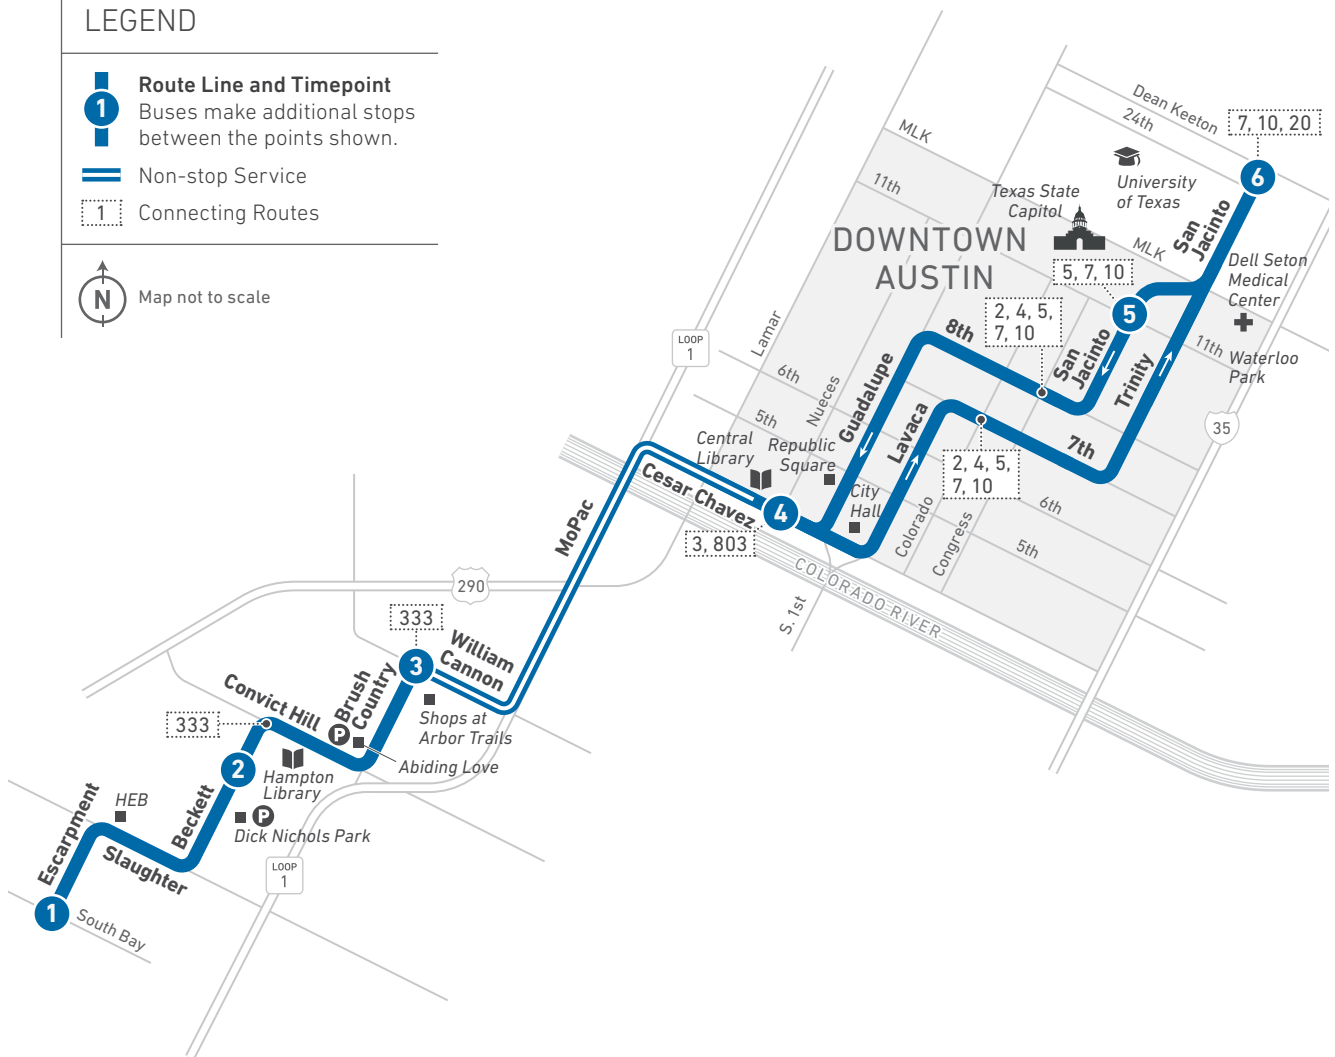 LEGEND
1
Route Line and Timepoint
Buses make additional stops
between the points shown.
Non-stop Service
1
Connecting Routes
N
Map not to scale
Dean Keeton
24th
7, 10, 20
6
MLK
11th
University
of Texas
Texas State
Capitol
San
Jacinto
MLK
DOWNTOWN
AUSTIN
Dell Seton
Medical
Center
5, 7, 10
5
2, 4, 5,
7, 10
8th
San
Jacinto
11th
Waterloo
Park
Trinity
Lamar
LOOP
1
6th
Nueces
Guadalupe
Lavaca
5th
35
7th
Central
Library
Republic
Square
2, 4, 5,
7, 10
City
Hall
Cesar Chavez
4
3, 803
Colorado
Congress
6th
5th
MoPac
COLORADO RIVER
S. 1st
290
333
3
William
Cannon
Brush
Country
Convict Hill
333
P
Shops at
Arbor Trails
Abiding Love
2
Hampton
Library
HEB
Beckett
P
Dick Nichols Park
Escarpment
Slaughter
LOOP
1
1
South Bay